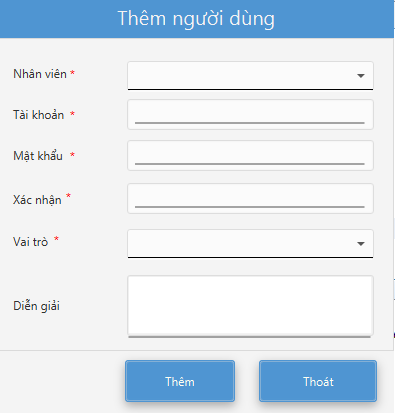 Thêm người dùng
Nhân viên *
Tài khoản *
Mật khẩu *
Xác nhận *
Vai trò *
Diễn giải
Thêm Thoát